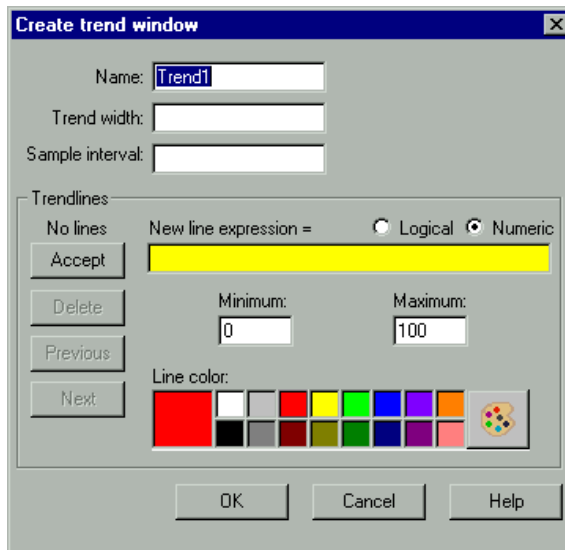 Create trend window
Name: Trend1
Trend width:
Sample interval:
Trendlines
No lines New line expression = Logical Numeric
Accept
Delete Minimum: Maximum:
0 100
Previous
Line color:
Next
OK Cancel Help